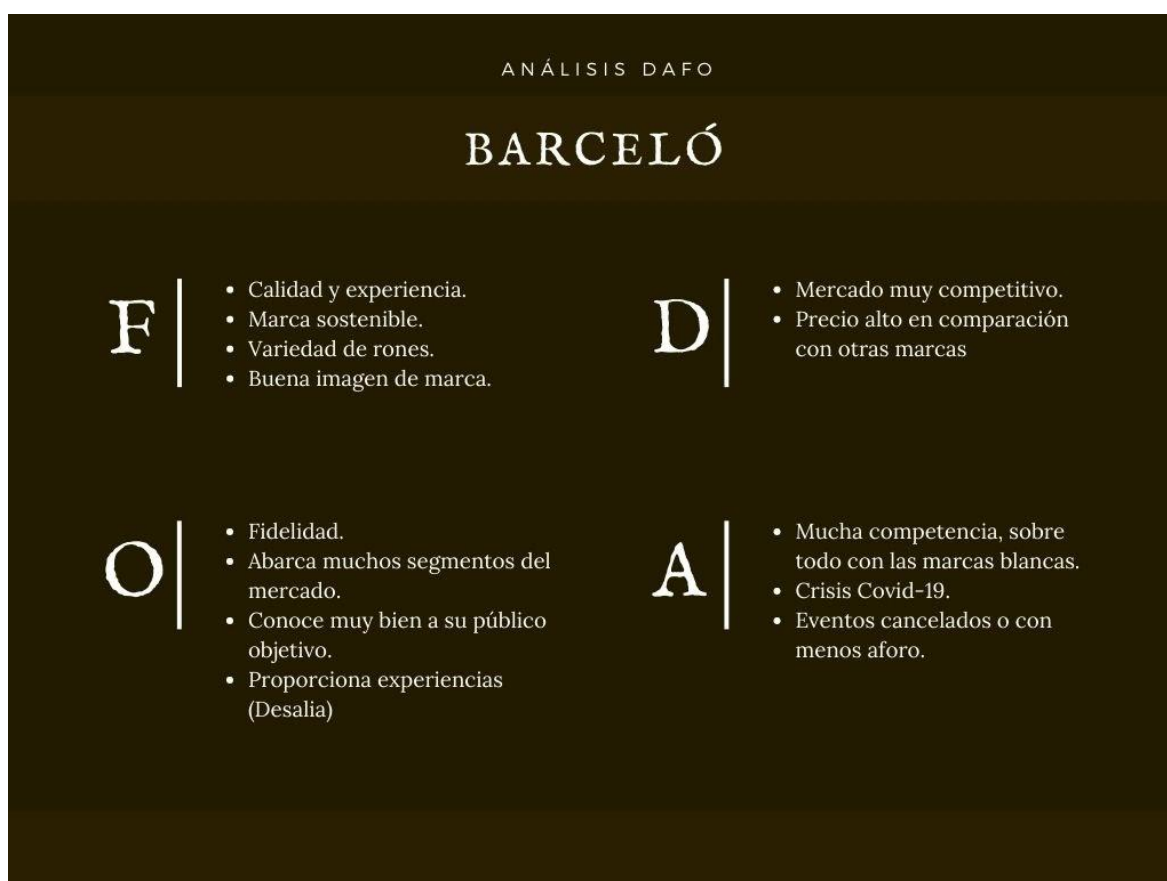 ANÁLISIS DAFO
BARCELÓ
F
• Calidad y experiencia.
• Marca sostenible.
• Variedad de rones.
• Buena imagen de marca.
D
• Mercado muy competitivo.
• Precio alto en comparación
con otras marcas
O
• Fidelidad.
• Abarca muchos segmentos del
mercado.
• Conoce muy bien a su público
objetivo.
• Proporciona experiencias
(Desalia)
A
• Mucha competencia, sobre
todo con las marcas blancas.
• Crisis Covid-19.
• Eventos cancelados o con
menos aforo.